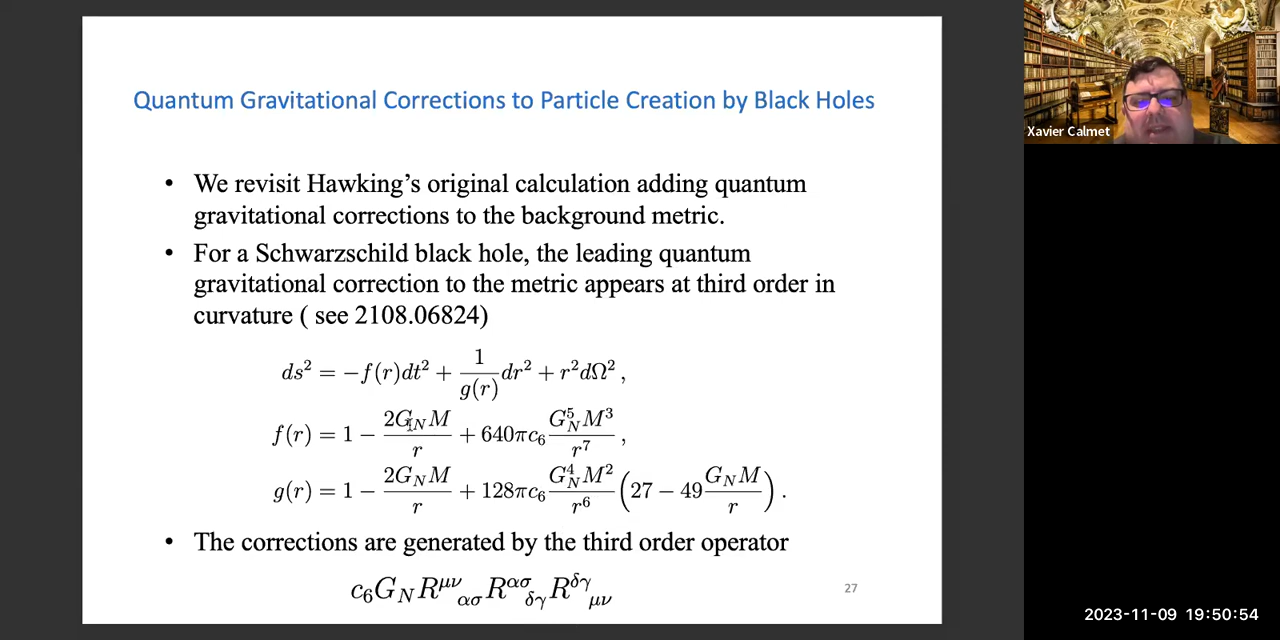 Quantum Gravitational Corrections to Particle Creation by Black Holes
• We revisit Hawking's original calculation adding quantum
gravitational corrections to the background metric.
• For a Schwarzschild black hole, the leading quantum
gravitational correction to the metric appears at third order in
curvature ( see 2108.06824)
ds² = −f(r)dt² + 1/g(r) dr² + r²dΩ² ,
f(r) = 1 − 2G_N M/r + 640πc₆ G_N⁵ M³/r⁷ ,
g(r) = 1 − 2G_N M/r + 128πc₆ G_N⁴ M²/r⁶ (27 − 49 G_N M/r) .
• The corrections are generated by the third order operator
c₆G_N R^{μν}_{ασ} R^{ασ}_{δγ} R^{δγ}_{μν}
27
Xavier Calmet
2023-11-09 19:50:54